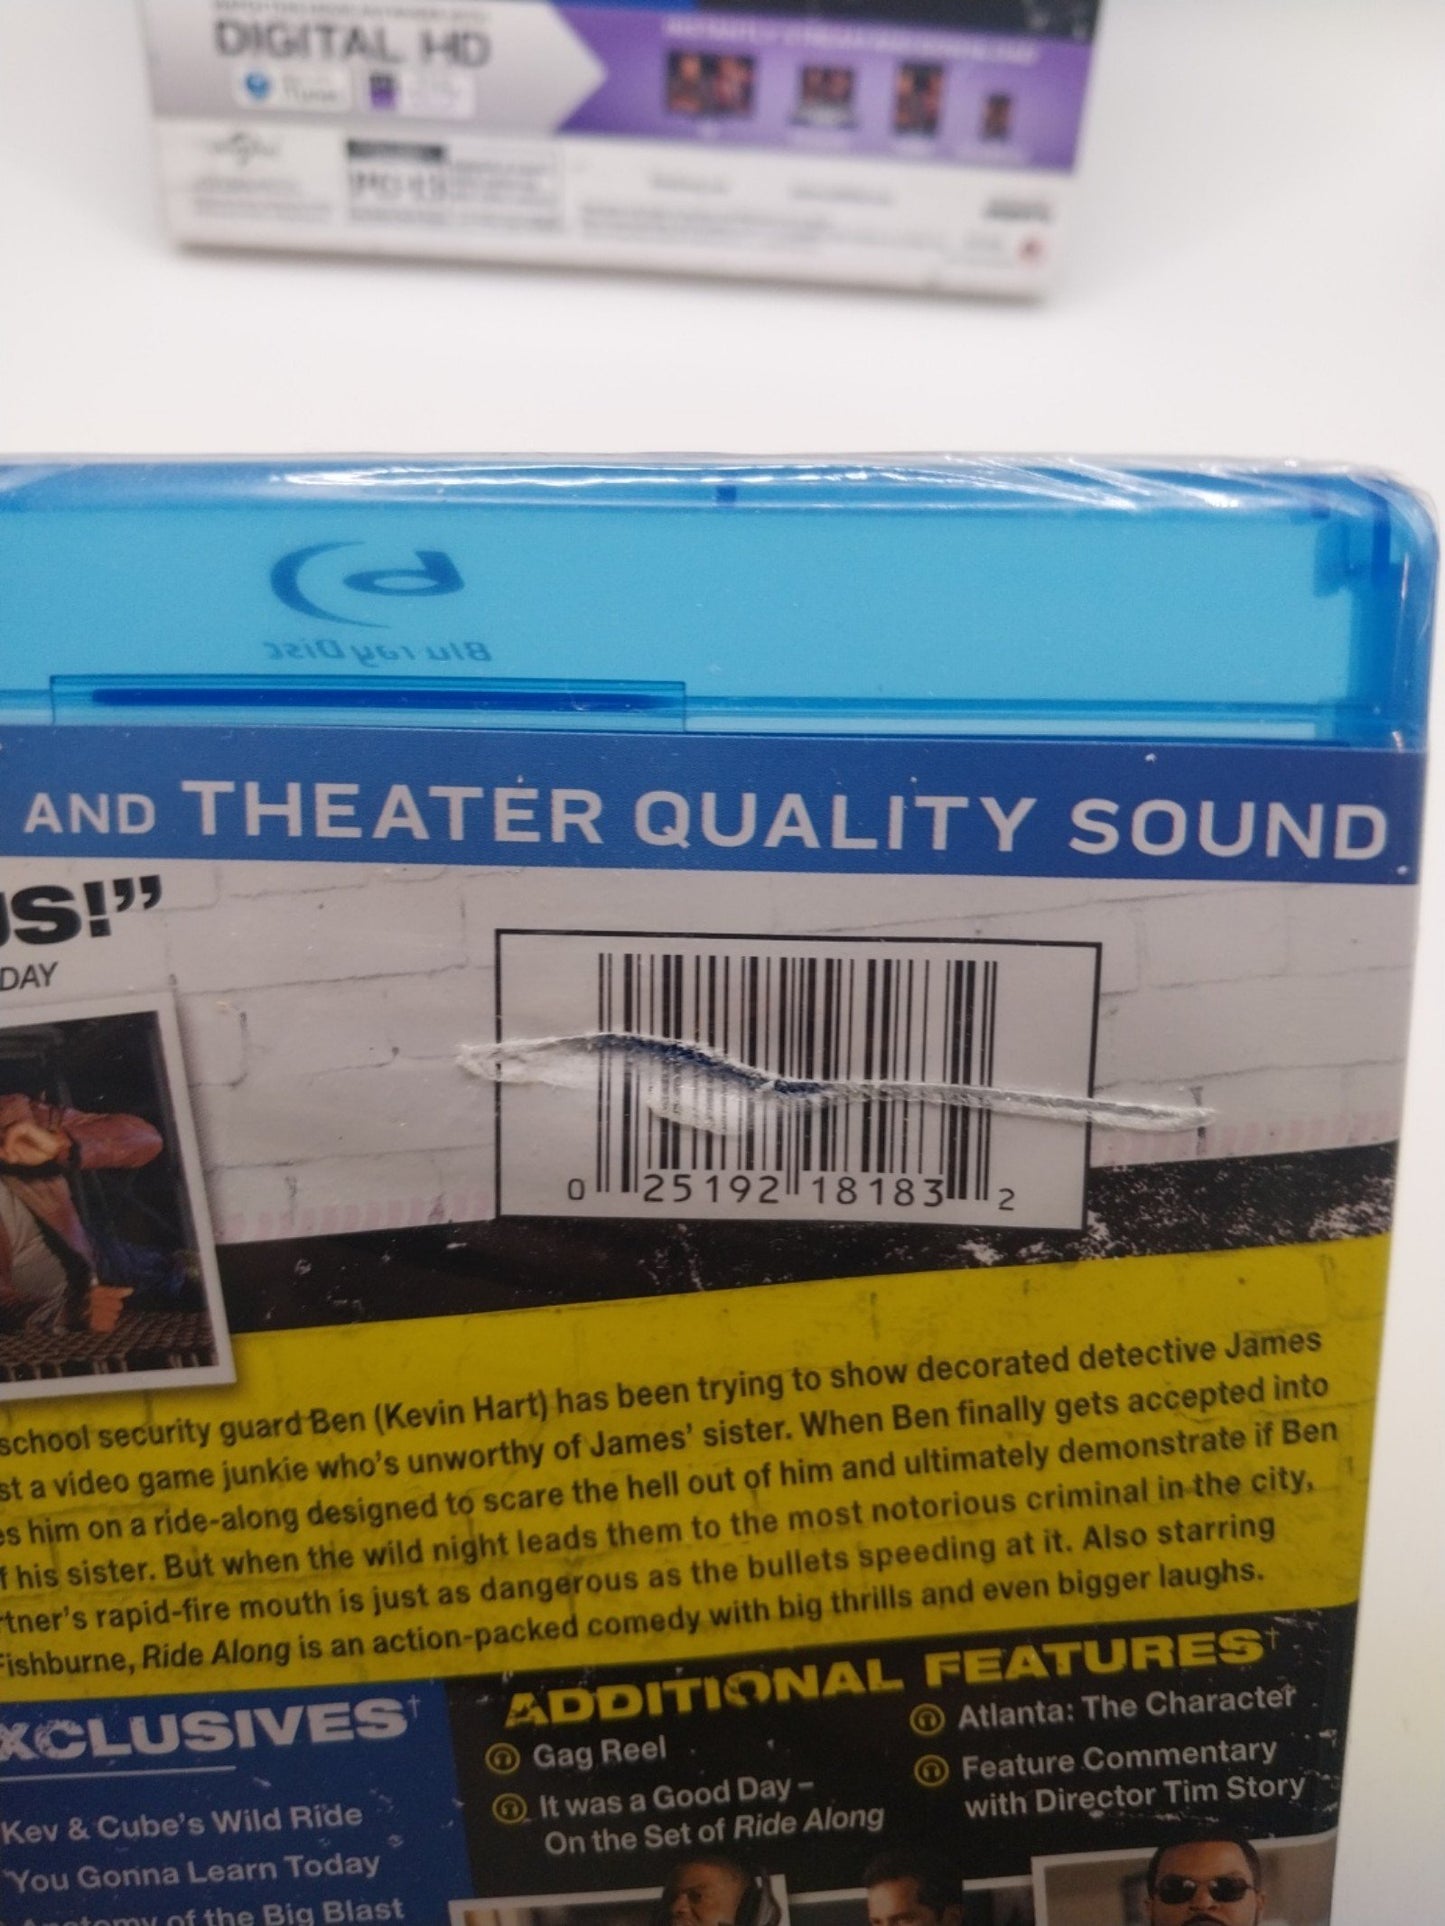 DIGITAL HD
PG-13
Blu-ray Disc
AND THEATER QUALITY SOUND
US!”
DAY
0 25192 18183 2
school security guard Ben (Kevin Hart) has been trying to show decorated detective James
st a video game junkie who’s unworthy of James’ sister. When Ben finally gets accepted into
es him on a ride-along designed to scare the hell out of him and ultimately demonstrate if Ben
f his sister. But when the wild night leads them to the most notorious criminal in the city,
rtner’s rapid-fire mouth is just as dangerous as the bullets speeding at it. Also starring
Fishburne, Ride Along is an action-packed comedy with big thrills and even bigger laughs.
XCLUSIVES†
Kev & Cube’s Wild Ride
You Gonna Learn Today
Anatomy of the Big Blast
ADDITIONAL FEATURES†
Gag Reel
It was a Good Day –
On the Set of Ride Along
Atlanta: The Character
Feature Commentary
with Director Tim Story